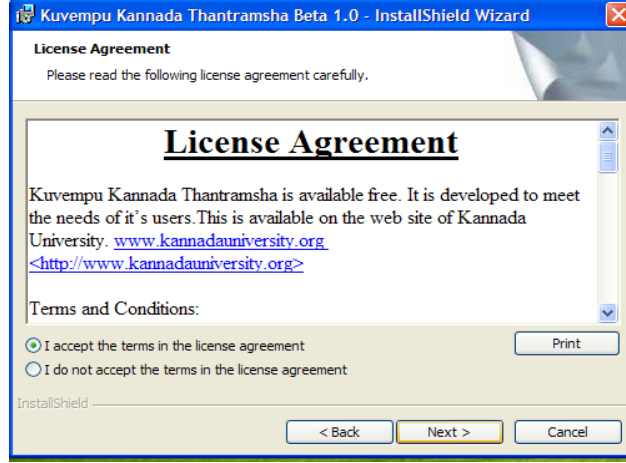 Kuvempu Kannada Thantramsha Beta 1.0 - InstallShield Wizard
License Agreement
Please read the following license agreement carefully.
License Agreement
Kuvempu Kannada Thantramsha is available free. It is developed to meet
the needs of it's users.This is available on the web site of Kannada
University. www.kannadauniversity.org
<http://www.kannadauniversity.org>
Terms and Conditions:
I accept the terms in the license agreement
Print
I do not accept the terms in the license agreement
InstallShield
< Back Next > Cancel